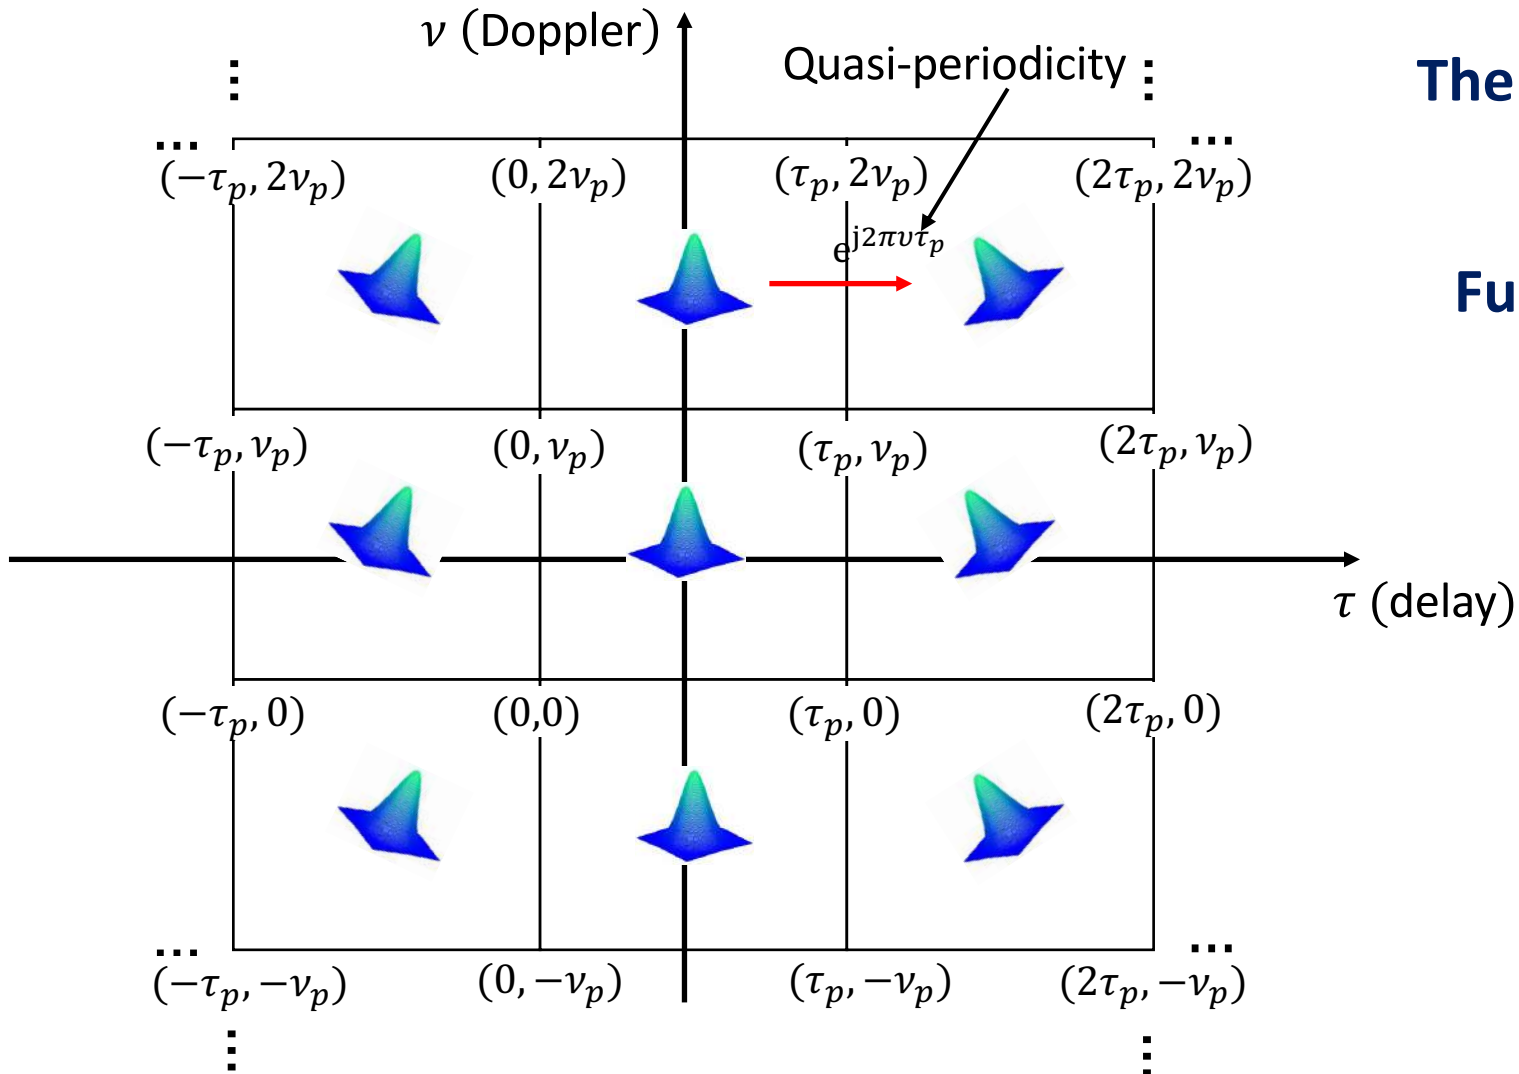 ν (Doppler)
Quasi-periodicity
The
... ...
(−τₚ, 2νₚ) (0, 2νₚ) (τₚ, 2νₚ) (2τₚ, 2νₚ)
e^{j2πυτₚ}
Fu
(−τₚ, νₚ) (0, νₚ) (τₚ, νₚ) (2τₚ, νₚ)
τ (delay)
(−τₚ, 0) (0,0) (τₚ, 0) (2τₚ, 0)
... ...
(−τₚ, −νₚ) (0, −νₚ) (τₚ, −νₚ) (2τₚ, −νₚ)